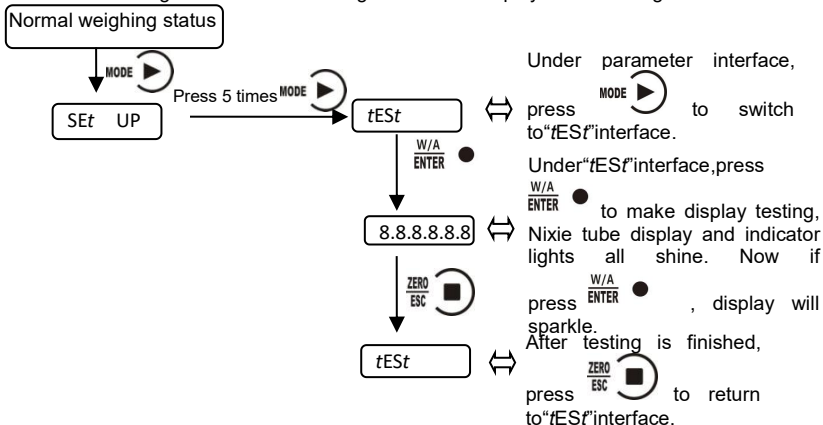 Normal weighing status
MODE
SEt UP
Press 5 times MODE
tESt
Under parameter interface,
press MODE to switch
to“tESt”interface.
W/A
ENTER
Under“tESt”interface,press
W/A
ENTER to make display testing,
8.8.8.8.8.8
Nixie tube display and indicator
lights all shine. Now if
press W/A
ENTER , display will
sparkle.
ZERO
ESC
tESt
After testing is finished,
press ZERO
ESC to return
to“tESt”interface.